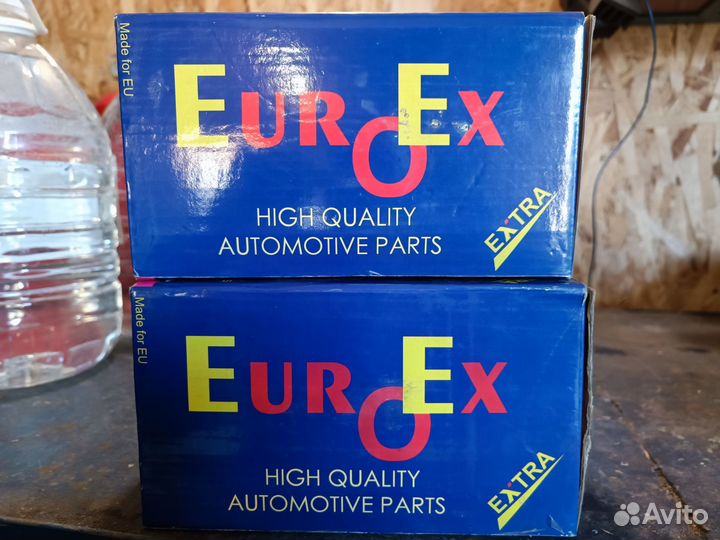 Made for EU
EUROEX
HIGH QUALITY
AUTOMOTIVE PARTS
EXTRA
Made for EU
EUROEX
HIGH QUALITY
AUTOMOTIVE PARTS
EXTRA
Avito